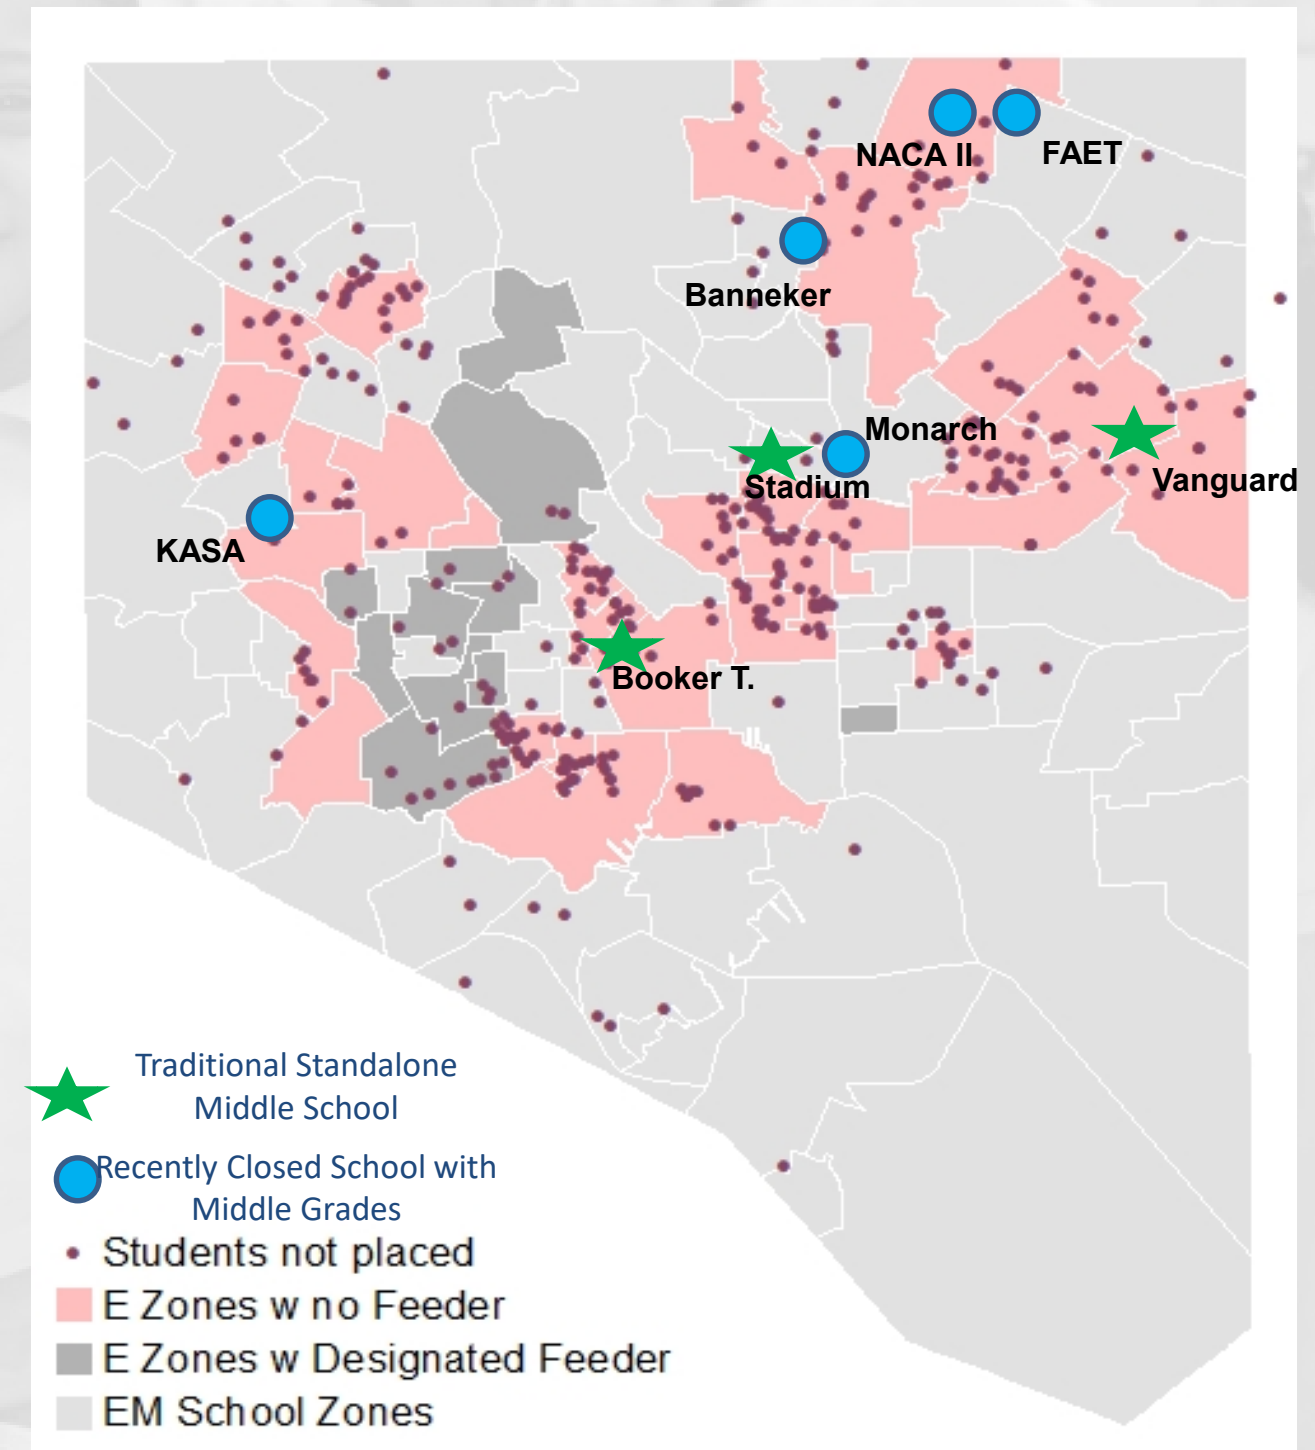 NACA II
FAET
Banneker
Monarch
Stadium
Vanguard
KASA
Booker T.
Traditional Standalone
Middle School
Recently Closed School with
Middle Grades
Students not placed
E Zones w no Feeder
E Zones w Designated Feeder
EM School Zones